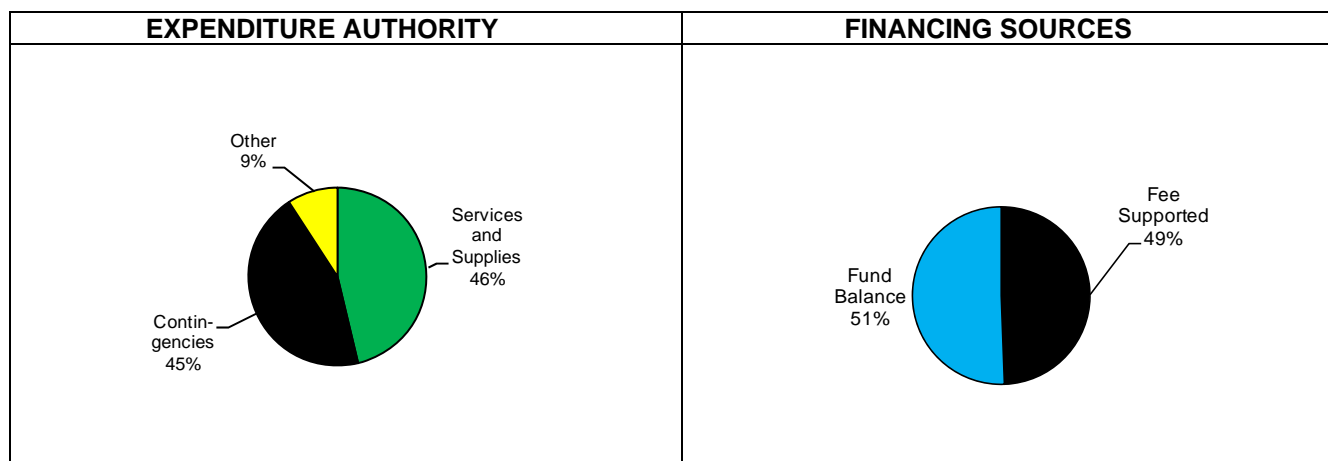 EXPENDITURE AUTHORITY
Other
9%
Services
and
Supplies
46%
Contin-
gencies
45%
FINANCING SOURCES
Fee
Supported
49%
Fund
Balance
51%